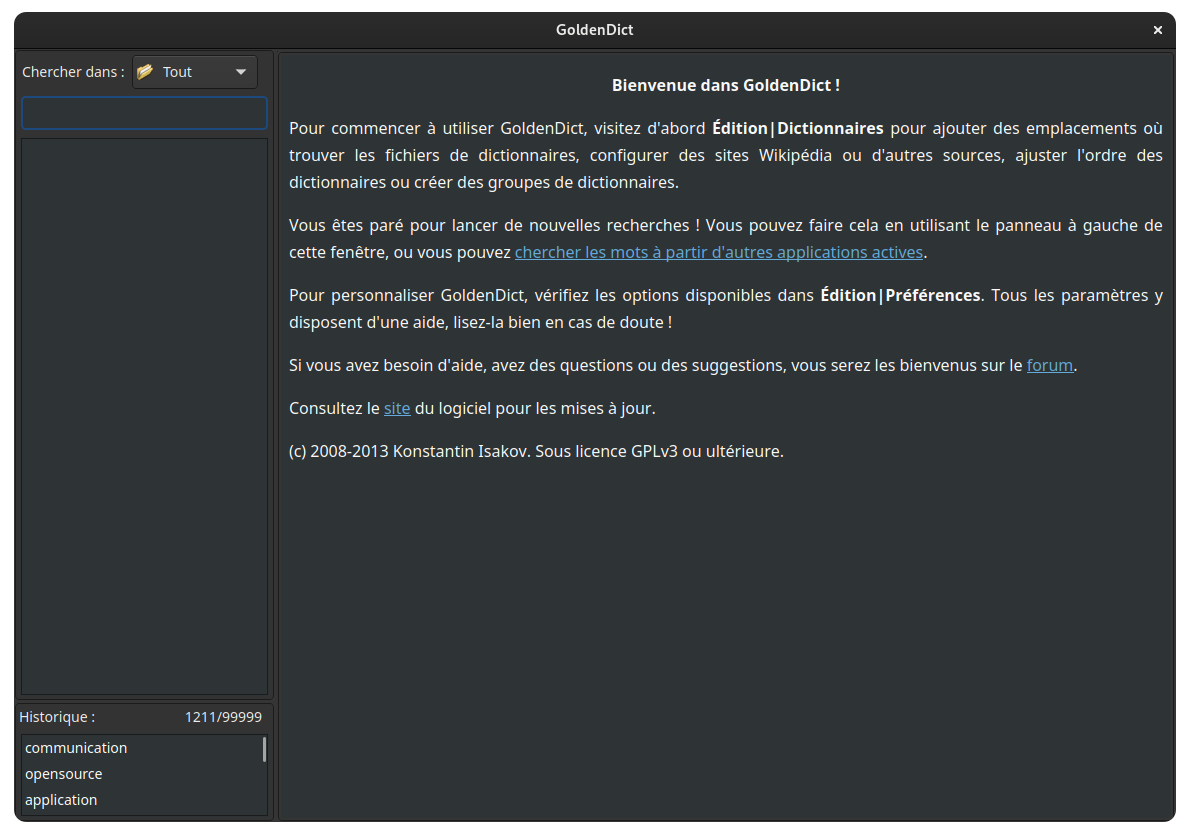 GoldenDict
Chercher dans :
Tout
Bienvenue dans GoldenDict !
Pour commencer à utiliser GoldenDict, visitez d'abord Édition|Dictionnaires pour ajouter des emplacements où
trouver les fichiers de dictionnaires, configurer des sites Wikipédia ou d'autres sources, ajuster l'ordre des
dictionnaires ou créer des groupes de dictionnaires.
Vous êtes paré pour lancer de nouvelles recherches ! Vous pouvez faire cela en utilisant le panneau à gauche de
cette fenêtre, ou vous pouvez chercher les mots à partir d'autres applications actives.
Pour personnaliser GoldenDict, vérifiez les options disponibles dans Édition|Préférences. Tous les paramètres y
disposent d'une aide, lisez-la bien en cas de doute !
Si vous avez besoin d'aide, avez des questions ou des suggestions, vous serez les bienvenus sur le forum.
Consultez le site du logiciel pour les mises à jour.
(c) 2008-2013 Konstantin Isakov. Sous licence GPLv3 ou ultérieure.
Historique : 1211/99999
communication
opensource
application